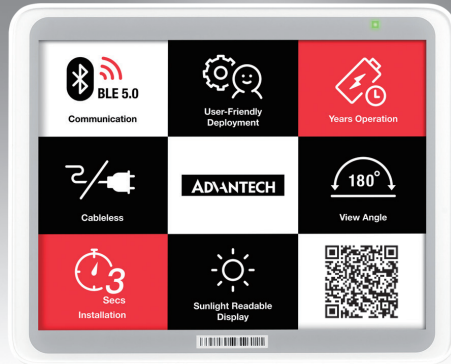 BLE 5.0
Communication
User-Friendly
Deployment
Years Operation
Cableless
ADVANTECH
180°
View Angle
3
Secs
Installation
Sunlight Readable
Display